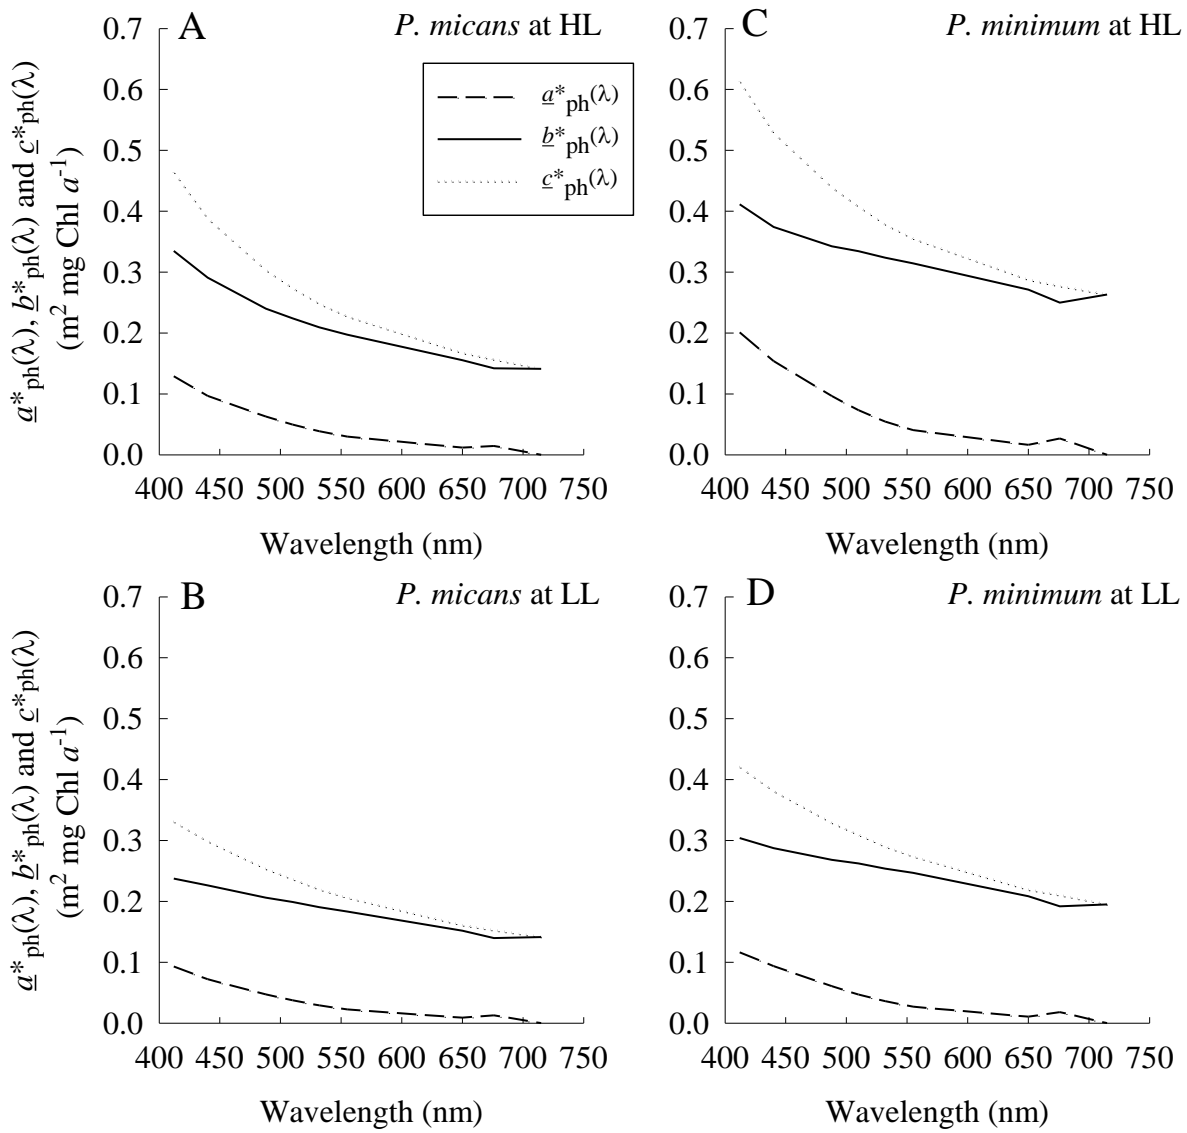 A
P. micans at HL
a*ph(λ)
b*ph(λ)
c*ph(λ)
a*ph(λ), b*ph(λ) and c*ph(λ)
(m² mg Chl a⁻¹)
0.7
0.6
0.5
0.4
0.3
0.2
0.1
0.0
400 450 500 550 600 650 700 750
Wavelength (nm)
C
P. minimum at HL
0.7
0.6
0.5
0.4
0.3
0.2
0.1
0.0
400 450 500 550 600 650 700 750
Wavelength (nm)
B
P. micans at LL
a*ph(λ), b*ph(λ) and c*ph(λ)
(m² mg Chl a⁻¹)
0.7
0.6
0.5
0.4
0.3
0.2
0.1
0.0
400 450 500 550 600 650 700 750
Wavelength (nm)
D
P. minimum at LL
0.7
0.6
0.5
0.4
0.3
0.2
0.1
0.0
400 450 500 550 600 650 700 750
Wavelength (nm)